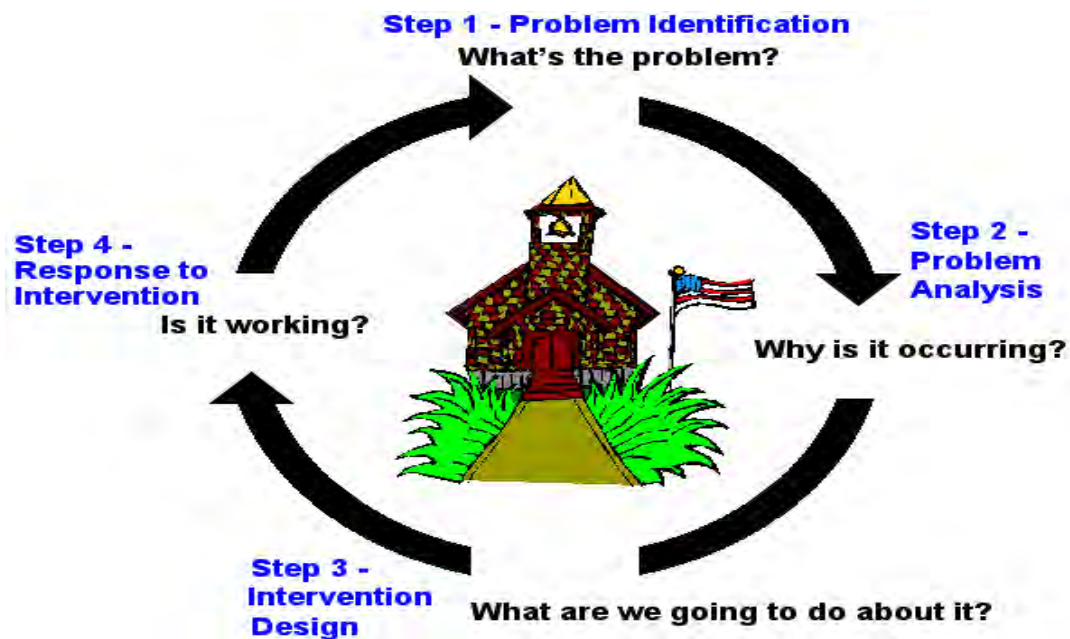 Step 1 - Problem Identification
What's the problem?
Step 2 -
Problem
Analysis
Why is it occurring?
Step 3 -
Intervention
Design
What are we going to do about it?
Step 4 -
Response to
Intervention
Is it working?